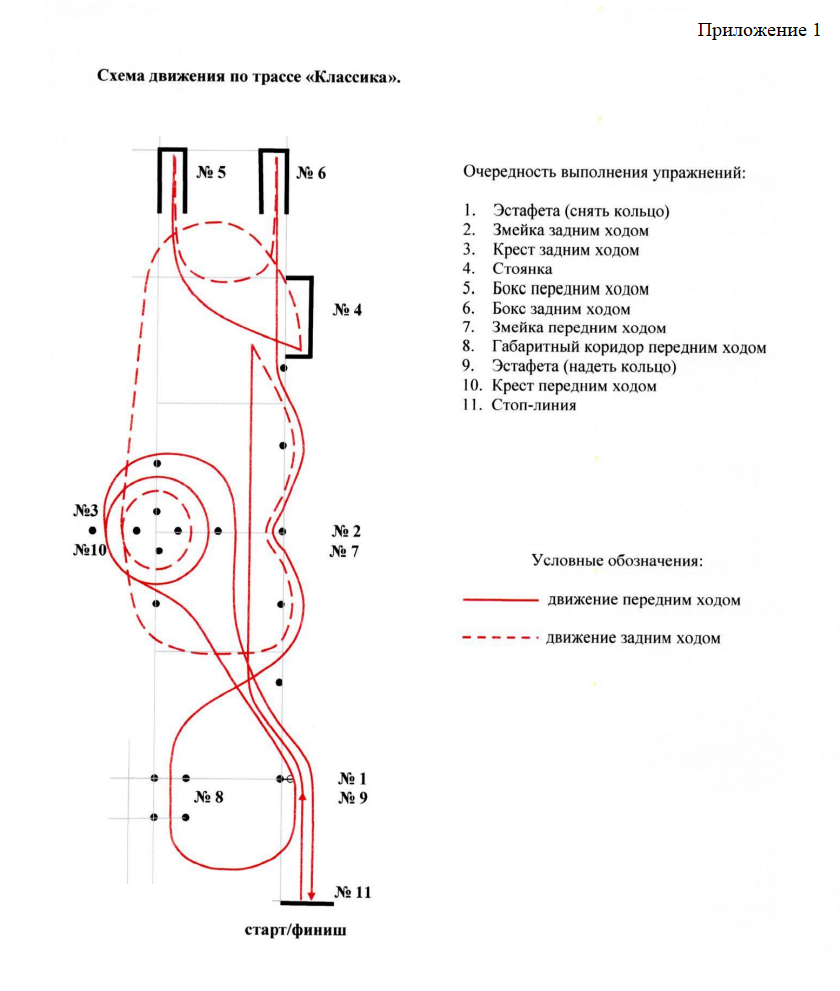 Приложение 1
Схема движения по трассе «Классика».
№ 5
№ 6
№ 4
№3
№10
№ 2
№ 7
№ 1
№ 9
№ 8
№ 11
старт/финиш
Очередность выполнения упражнений:
1. Эстафета (снять кольцо)
2. Змейка задним ходом
3. Крест задним ходом
4. Стоянка
5. Бокс передним ходом
6. Бокс задним ходом
7. Змейка передним ходом
8. Габаритный коридор передним ходом
9. Эстафета (надеть кольцо)
10. Крест передним ходом
11. Стоп-линия
Условные обозначения:
движение передним ходом
движение задним ходом